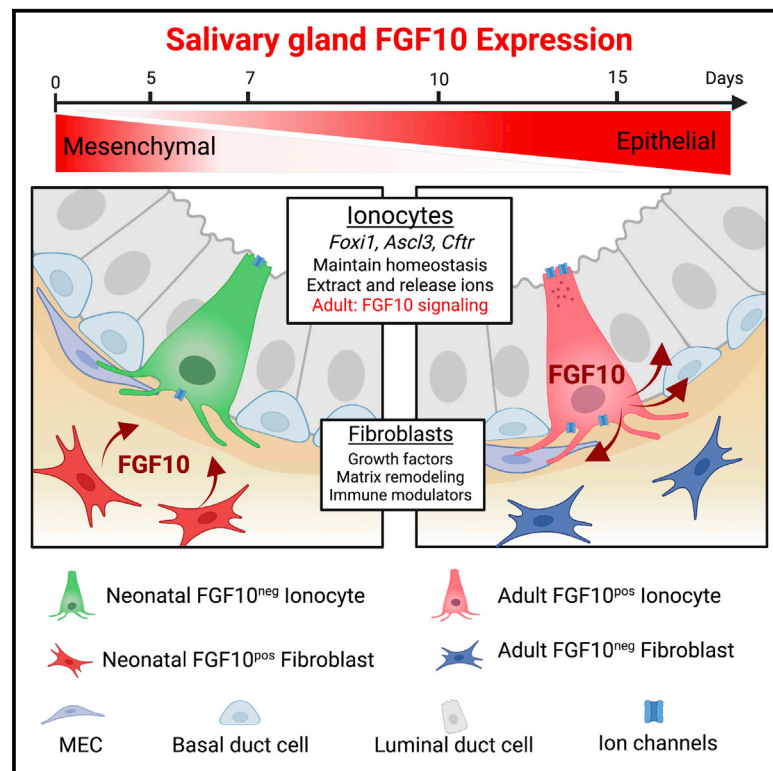 Salivary gland FGF10 Expression
0 5 7 10 15 Days
Mesenchymal
Epithelial
Ionocytes
Foxi1, Ascl3, Cftr
Maintain homeostasis
Extract and release ions
Adult: FGF10 signaling
FGF10
FGF10
Fibroblasts
Growth factors
Matrix remodeling
Immune modulators
Neonatal FGF10neg Ionocyte
Adult FGF10pos Ionocyte
Neonatal FGF10pos Fibroblast
Adult FGF10neg Fibroblast
MEC
Basal duct cell
Luminal duct cell
Ion channels